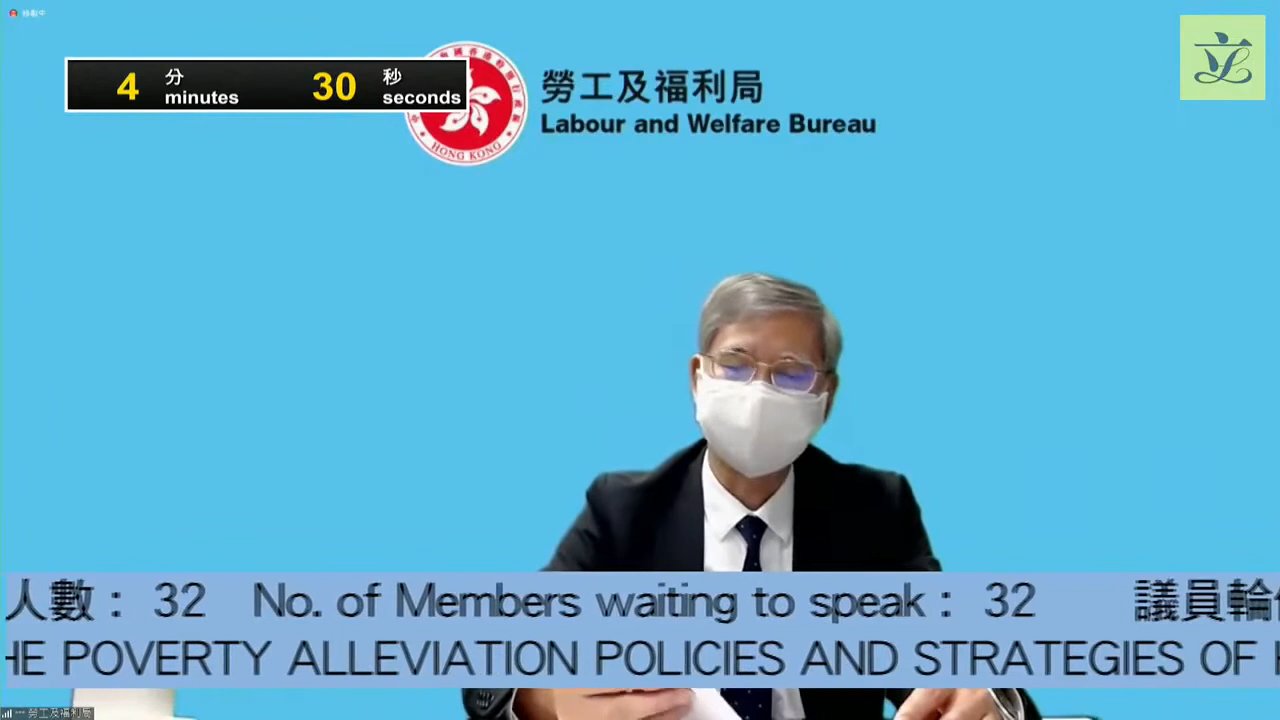 4 分 minutes 30 秒 seconds
HONG KONG
勞工及福利局
Labour and Welfare Bureau
人數： 32 No. of Members waiting to speak： 32 議員輪
HE POVERTY ALLEVIATION POLICIES AND STRATEGIES OF
勞工及福利局